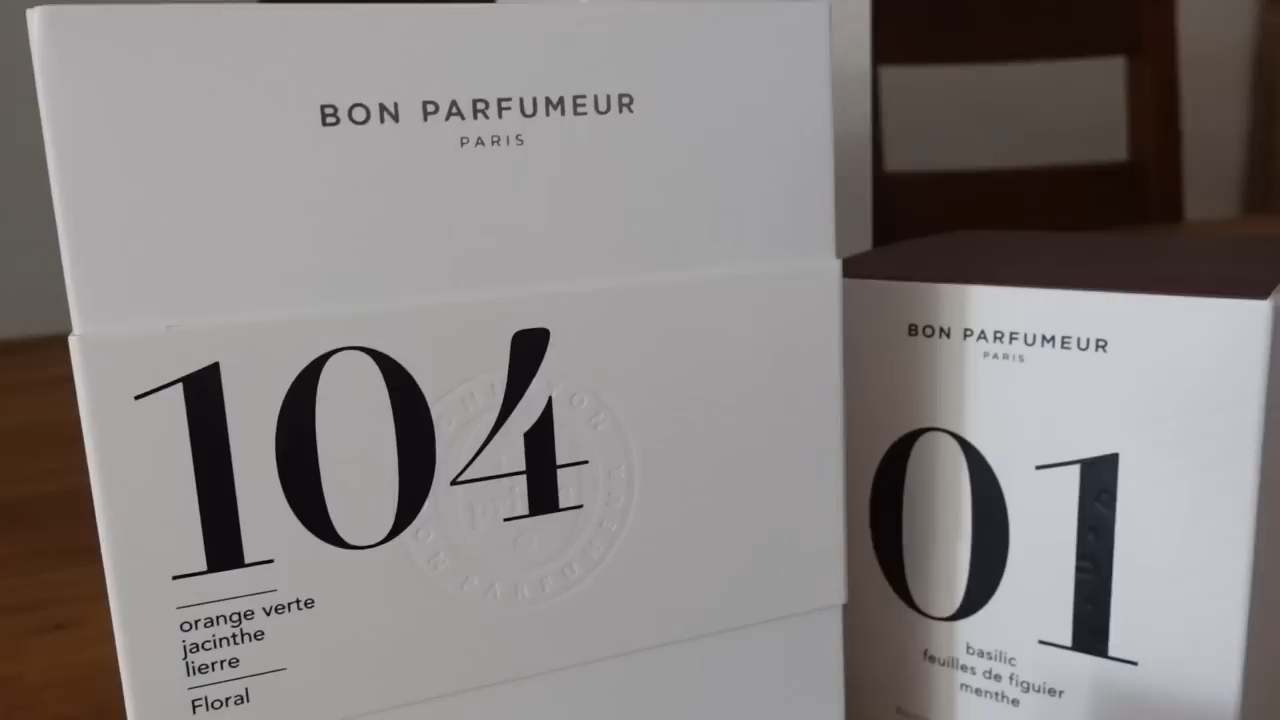 BON PARFUMEUR
PARIS
104
orange verte
jacinthe
lierre
Floral
BON PARFUMEUR
PARIS
01
basilic
feuilles de figuier
menthe